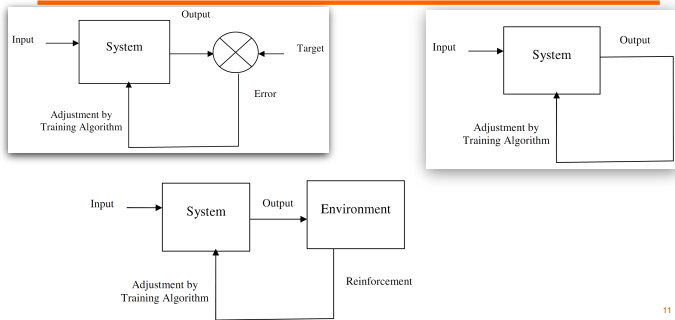 Output
Input
System
Target
Error
Adjustment by
Training Algorithm
Input
Output
System
Adjustment by
Training Algorithm
Input
System
Output
Environment
Reinforcement
Adjustment by
Training Algorithm
11